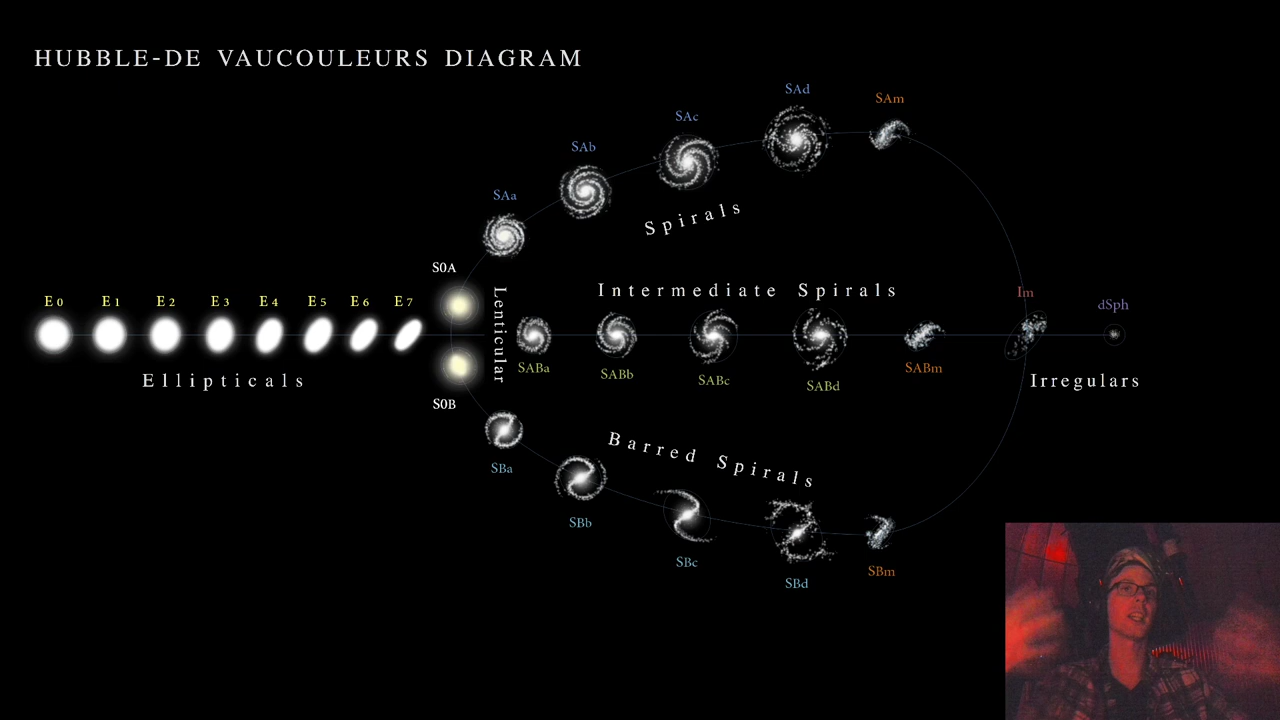 HUBBLE-DE VAUCOULEURS DIAGRAM
SAa
SAb
SAc
SAd
SAm
Spirals
S0A
E0 E1 E2 E3 E4 E5 E6 E7
Ellipticals
Lenticular
S0B
Intermediate Spirals
SABa
SABb
SABc
SABd
SABm
Im
dSph
Irregulars
Barred Spirals
SBa
SBb
SBc
SBd
SBm